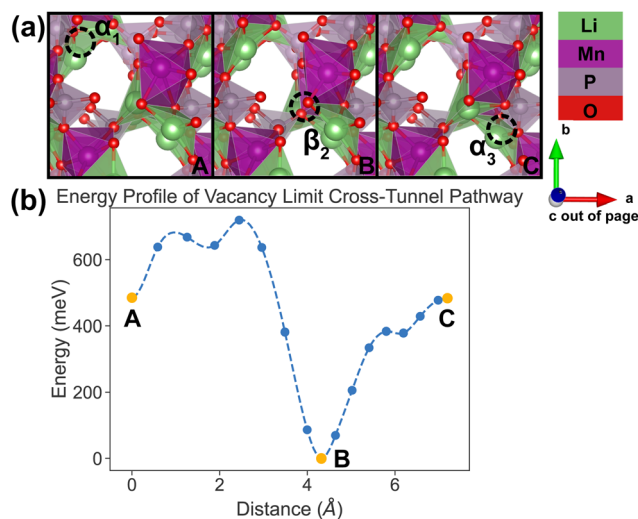 (a)
α1
A
β2
B
α3
C
Li
Mn
P
O
b
a
c out of page
(b) Energy Profile of Vacancy Limit Cross-Tunnel Pathway
Energy (meV)
600
400
200
0
A
B
C
0 2 4 6
Distance (Å)